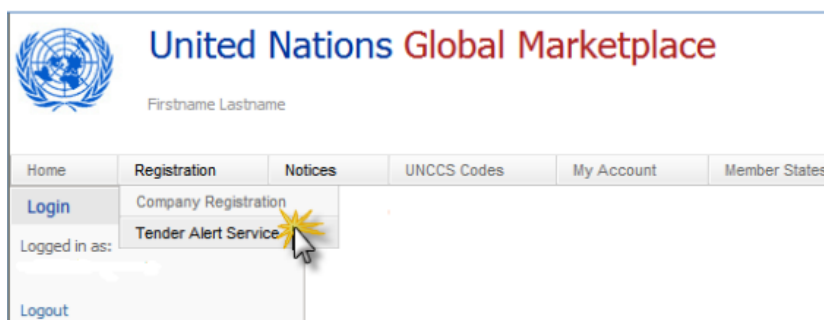 United Nations Global Marketplace
Firstname Lastname
Home Registration Notices UNCCS Codes My Account Member States
Login
Company Registration
Tender Alert Service
Logged in as:
Logout